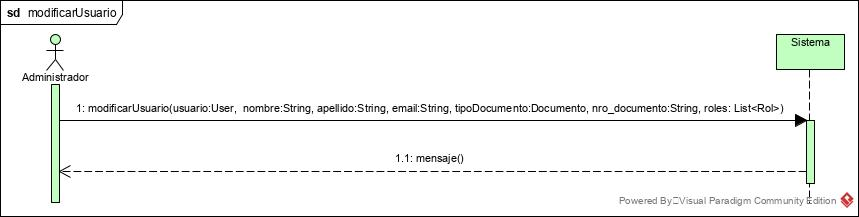 sd modificarUsuario
Sistema
Administrador
1: modificarUsuario(usuario:User, nombre:String, apellido:String, email:String, tipoDocumento:Documento, nro_documento:String, roles: List<Rol>)
1.1: mensaje()
Powered By Visual Paradigm Community Edition